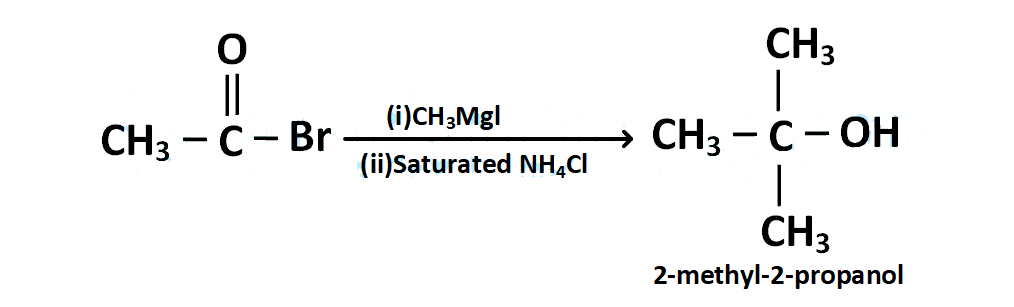 O
||
CH₃ – C – Br
(i)CH₃MgI
(ii)Saturated NH₄Cl
CH₃
|
CH₃ – C – OH
|
CH₃
2-methyl-2-propanol